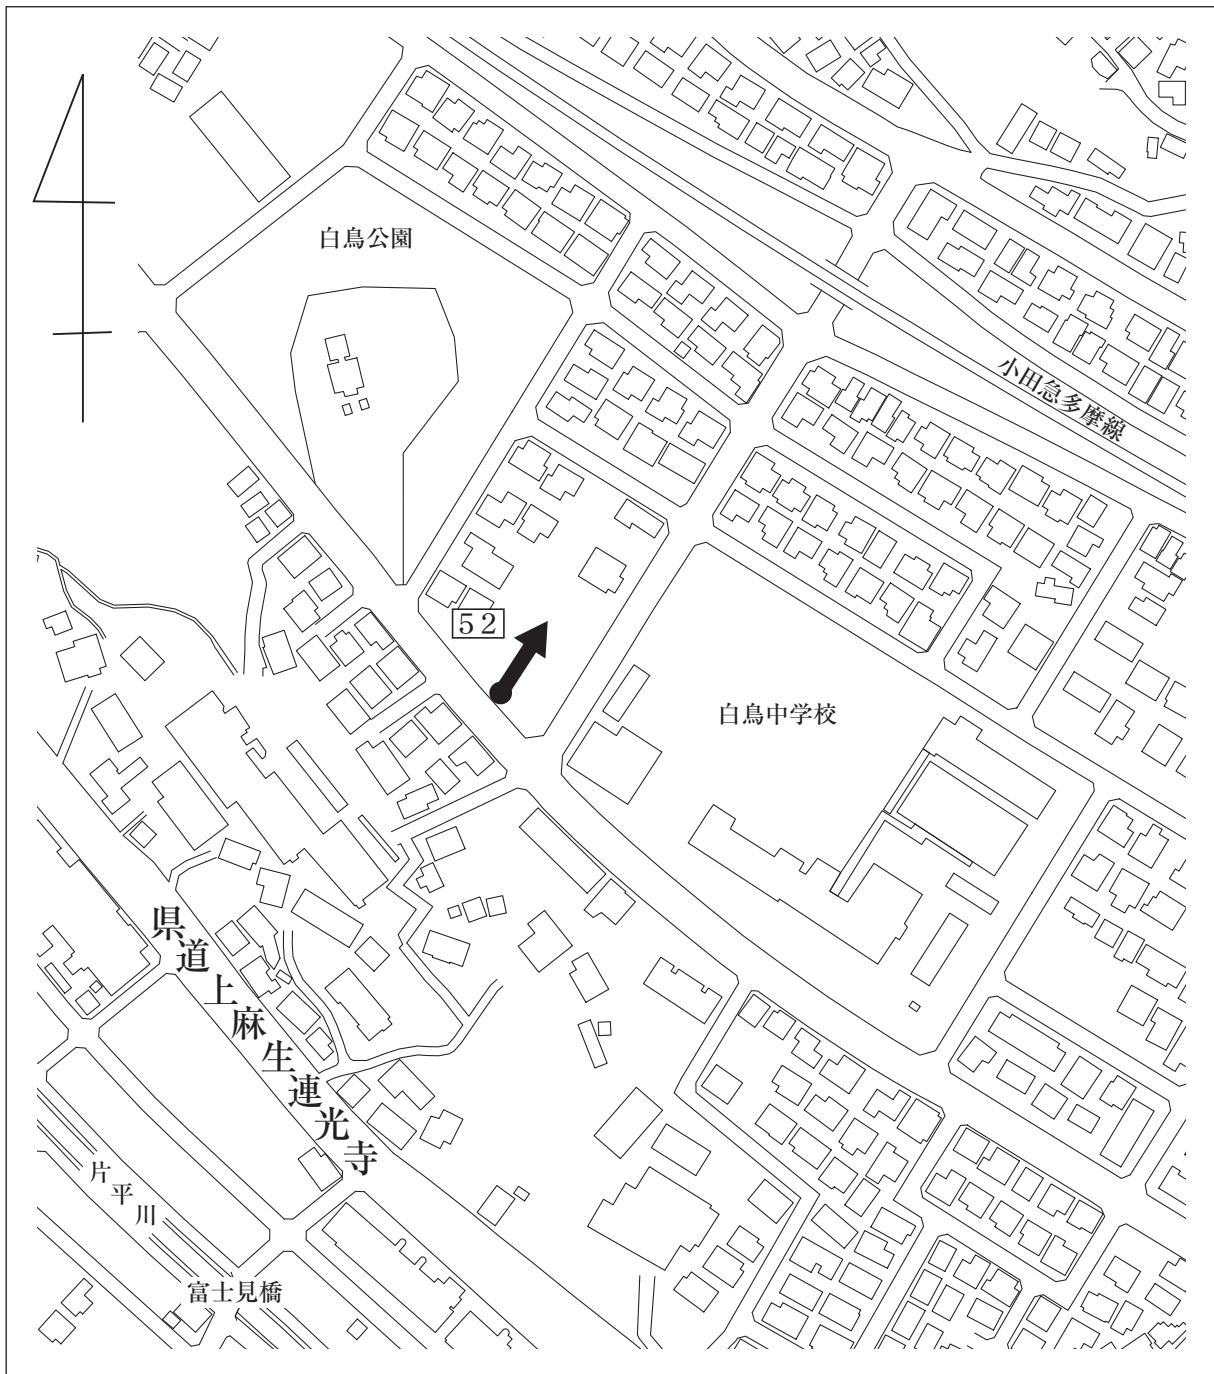 白鳥公園
小田急多摩線
52
白鳥中学校
県道上麻生連光寺
片平川
富士見橋